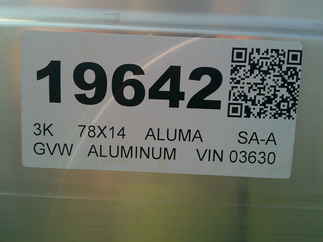 19642
3K 78X14 ALUMA SA-A
GVW ALUMINUM VIN 03630